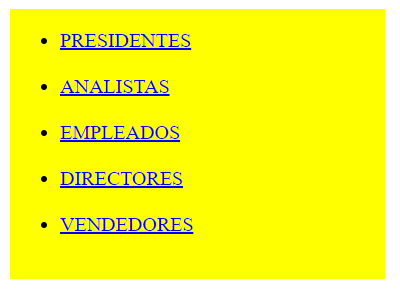 PRESIDENTES
ANALISTAS
EMPLEADOS
DIRECTORES
VENDEDORES